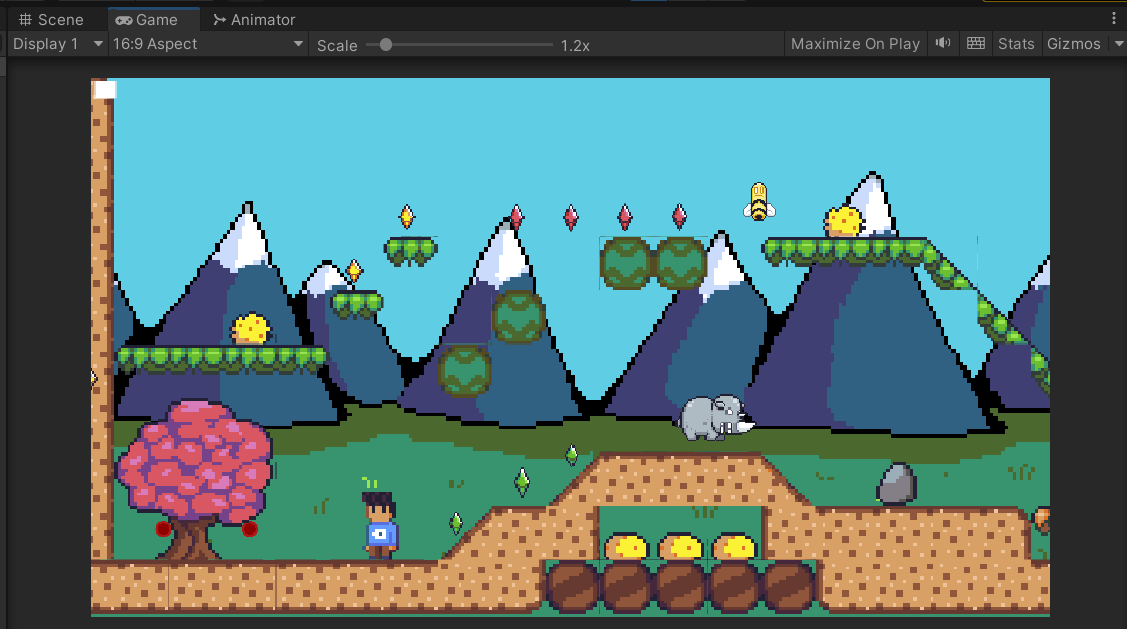 Scene Game Animator
Display 1 16:9 Aspect Scale 1.2x Maximize On Play Stats Gizmos